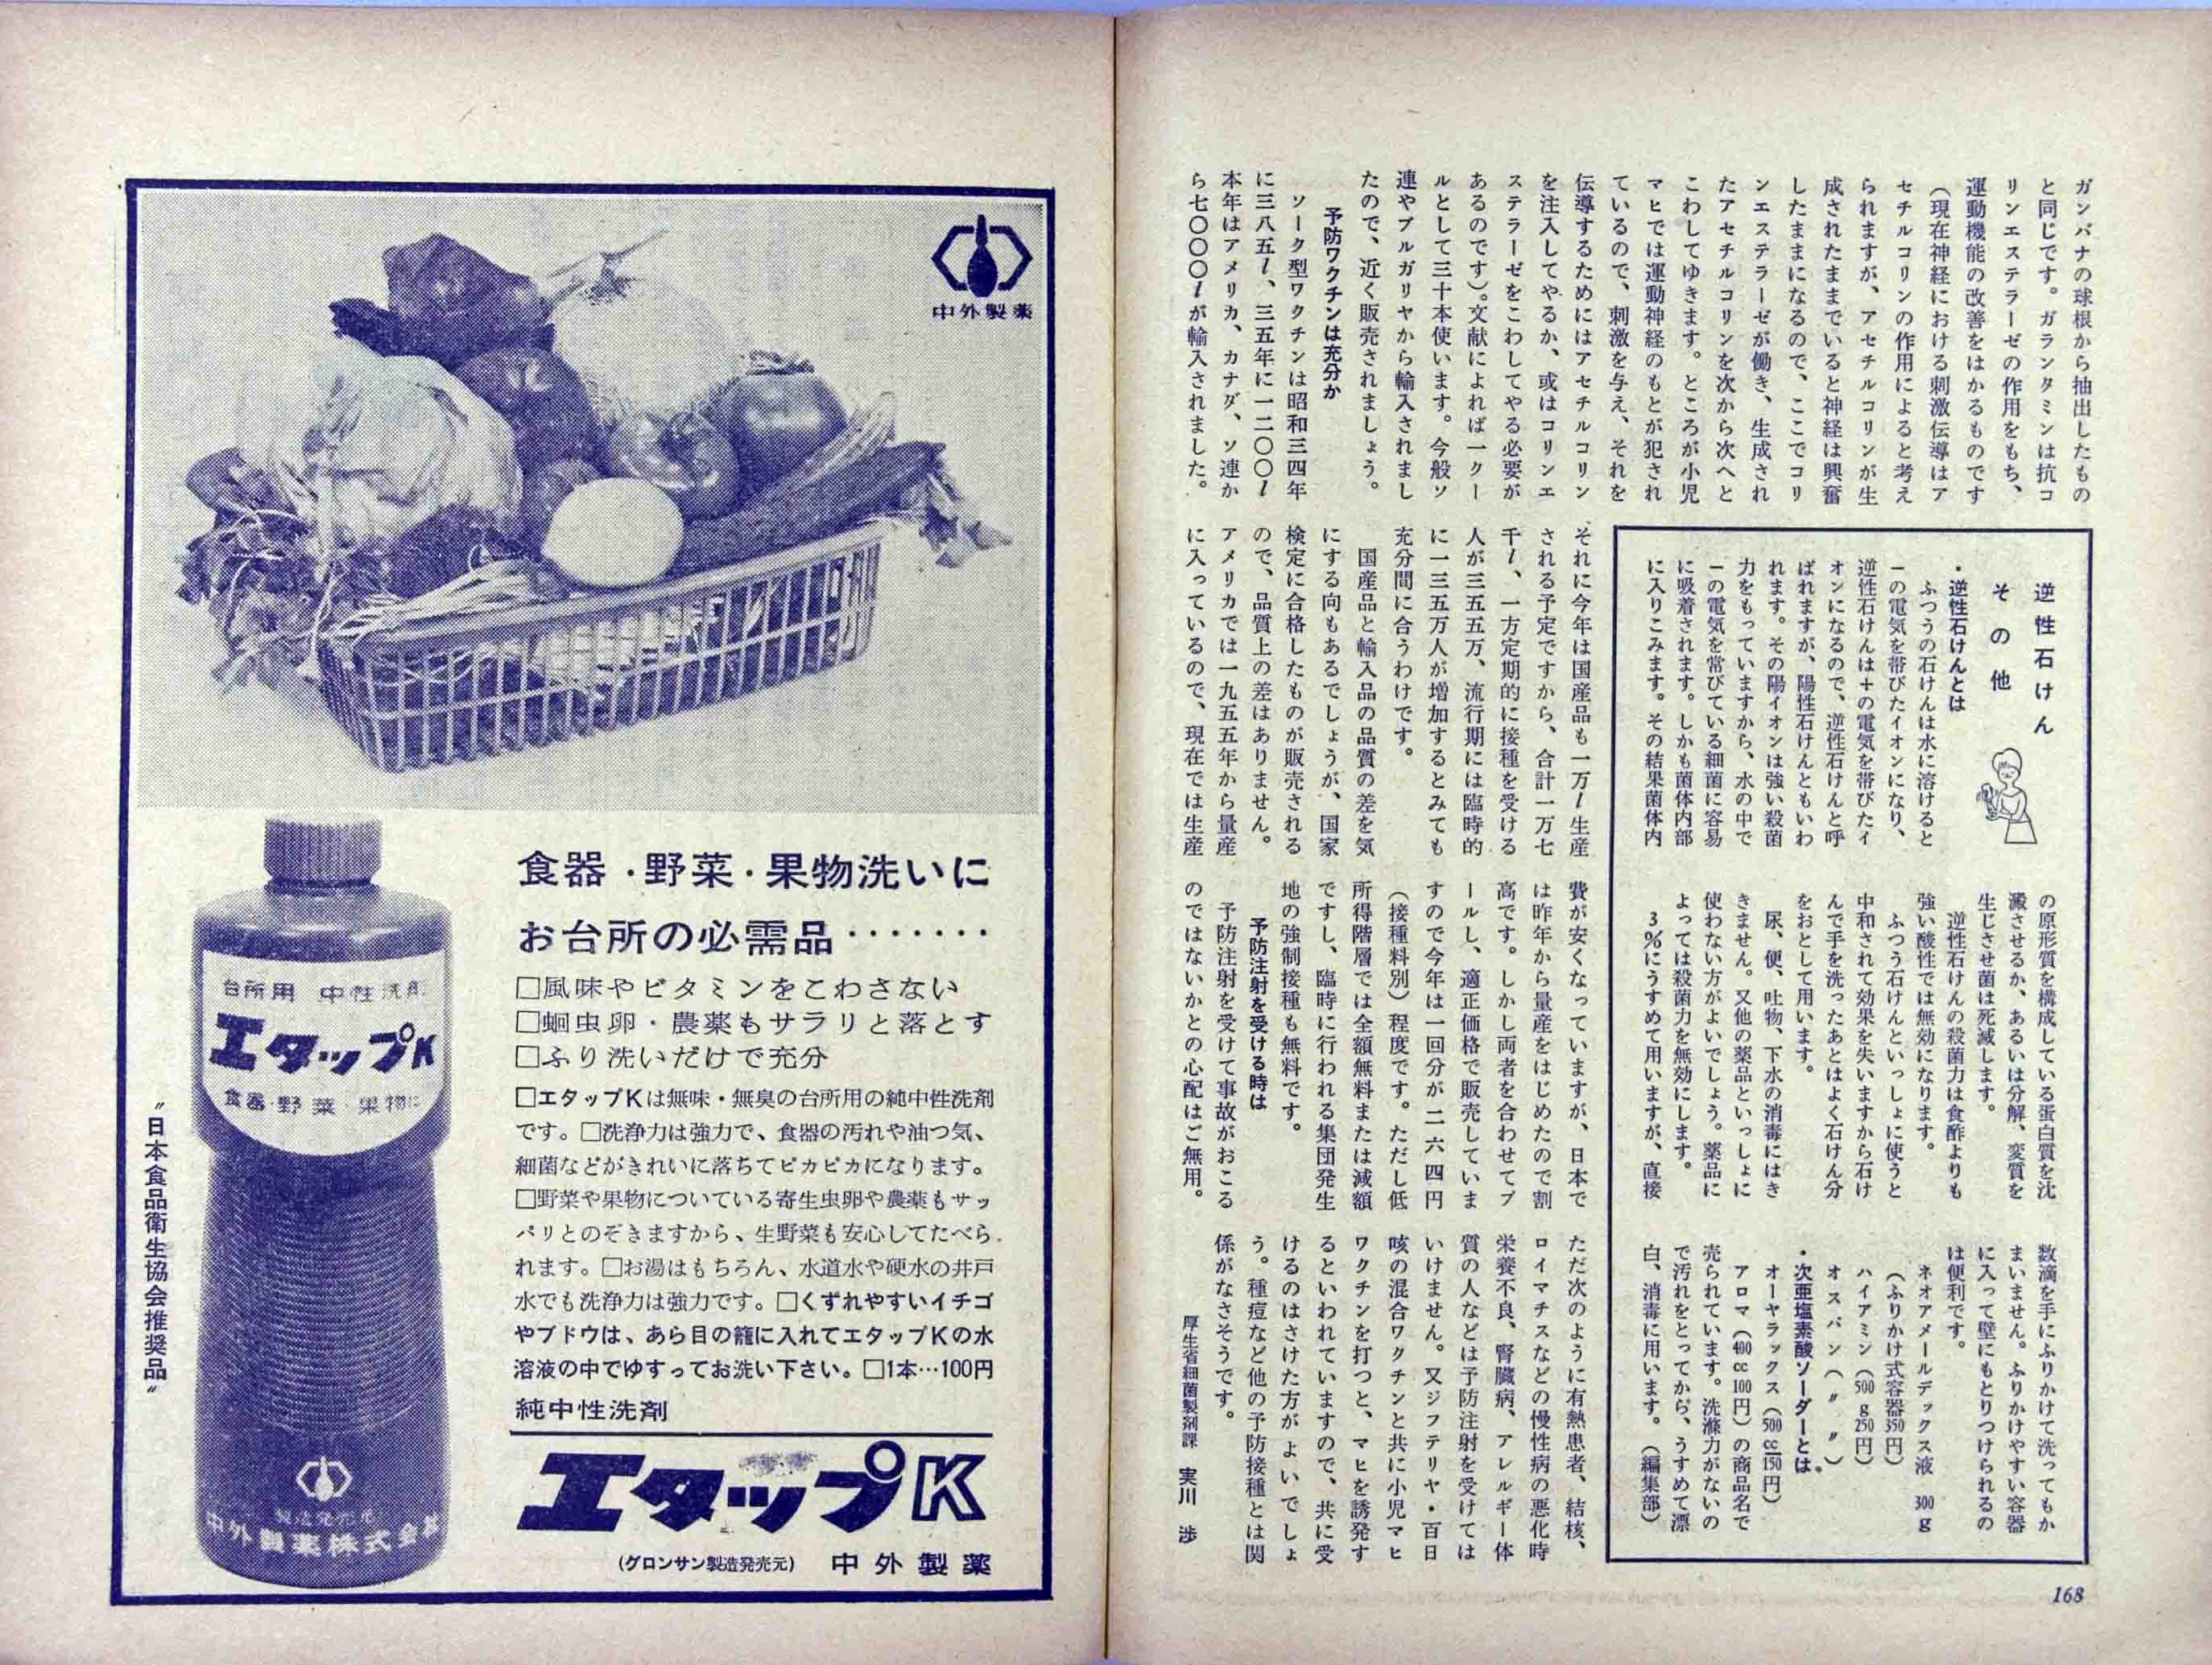 ガンバナの球根から抽出したもの
と同じです。ガランタミンは抗コ
リンエステラーゼの作用をもち、
運動機能の改善をはかるものです
（現在神経における刺激伝導はア
セチルコリンの作用によると考え
られますが、アセチルコリンが生
成されたままでいると神経は興奮
したままになるので、ここでコリ
ンエステラーゼが働き、生成され
たアセチルコリンを次から次へと
こわしてゆきます。ところが小児
マヒでは運動神経のもとが犯され
ているので、刺激を与え、それを
伝導するためにはアセチルコリン
を注入してやるか、或はコリンエ
ステラーゼをこわしてやる必要が
あるのです）。文献によれば一クー
ルとして三十本使います。今般ソ
連やブルガリヤから輸入されまし
たので、近く販売されましょう。
予防ワクチンは充分か
ソーク型ワクチンは昭和三四年
に三八五l、三五年に一二〇〇l
本年はアメリカ、カナダ、ソ連か
ら七〇〇〇lが輸入されました。
それに今年は国産品も一万l生産
される予定ですから、合計一万七
千l、一方定期的に接種を受ける
人が三五五万、流行期には臨時的
に一三五万人が増加するとみても
充分間に合うわけです。
国産品と輸入品の品質の差を気
にする向もあるでしょうが、国家
検定に合格したものが販売される
ので、品質上の差はありません。
アメリカでは一九五五年から量産
に入っているので、現在では生産
費が安くなっていますが、日本で
は昨年から量産をはじめたので割
高です。しかし両者を合わせてプ
ールし、適正価格で販売していま
すので今年は一回分が二六四円
（接種料別）程度です。ただし低
所得階層では全額無料または減額
ですし、臨時に行われる集団発生
地の強制接種も無料です。
予防注射を受ける時は
予防注射を受けて事故がおこる
のではないかとの心配はご無用。
ただ次のように有熱患者、結核、
ロイマチスなどの慢性病の悪化時
栄養不良、腎臓病、アレルギー体
質の人などは予防注射を受けては
いけません。又ジフテリヤ・百日
咳の混合ワクチンと共に小児マヒ
ワクチンを打つと、マヒを誘発す
るといわれていますので、共に受
けるのはさけた方がよいでしょ
う。種痘など他の予防接種とは関
係がなさそうです。
厚生省細菌製剤課 実川 渉
逆性石けん
その他
・逆性石けんとは
ふつうの石けんは水に溶けると
－の電気を帯びたイオンになり、
逆性石けんは＋の電気を帯びたイ
オンになるので、逆性石けんと呼
ばれますが、陽性石けんともいわ
れます。その陽イオンは強い殺菌
力をもっていますから、水の中で
－の電気を常びている細菌に容易
に吸着されます。しかも菌体内部
に入りこみます。その結果菌体内
の原形質を構成している蛋白質を沈
澱させるか、あるいは分解、変質を
生じさせ菌は死滅します。
逆性石けんの殺菌力は食酢よりも
強い酸性では無効になります。
ふつう石けんといっしょに使うと
中和されて効果を失いますから石け
んで手を洗ったあとはよく石けん分
をおとして用います。
尿、便、吐物、下水の消毒にはき
きません。又他の薬品といっしょに
使わない方がよいでしょう。薬品に
よっては殺菌力を無効にします。
3％にうすめて用いますが、直接
数滴を手にふりかけて洗ってもか
まいません。ふりかけやすい容器
に入って壁にもとりつけられるの
は便利です。
ネオアメールデックス液 300g
（ふりかけ式容器350円）
ハイアミン（500g250円）
オスバン（〃 〃）
・次亜塩素酸ソーダーとは
オーヤラックス（500cc150円）
アロマ（400cc100円）の商品名で
売られています。洗滌力がないの
で汚れをとってから、うすめて漂
白、消毒に用います。（編集部）
168
中外製薬
食器・野菜・果物洗いに
お台所の必需品・・・・・・・
□風味やビタミンをこわさない
□蛔虫卵・農薬もサラリと落とす
□ふり洗いだけで充分
□エタップKは無味・無臭の台所用の純中性洗剤
です。□洗浄力は強力で、食器の汚れや油つ気、
細菌などがきれいに落ちてピカピカになります。
□野菜や果物についている寄生虫卵や農薬もサッ
パリとのぞきますから、生野菜も安心してたべら
れます。□お湯はもちろん、水道水や硬水の井戸
水でも洗浄力は強力です。□くずれやすいイチゴ
やブドウは、あら目の籠に入れてエタップKの水
溶液の中でゆすってお洗い下さい。□1本…100円
純中性洗剤
エタップK
(グロンサン製造発売元) 中外製薬
台所用 中性洗剤
エタップK
食器・野菜・果物に
製造発売元
中外製薬株式会社
〝日本食品衛生協会推奨品〟